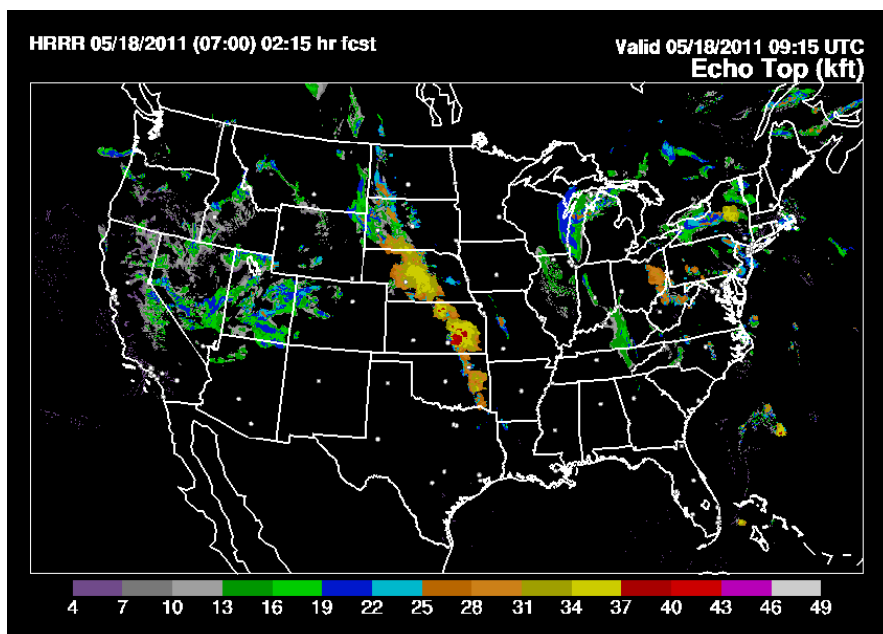 HRRR 05/18/2011 (07:00) 02:15 hr fcst
Valid 05/18/2011 09:15 UTC
Echo Top (kft)
4 7 10 13 16 19 22 25 28 31 34 37 40 43 46 49